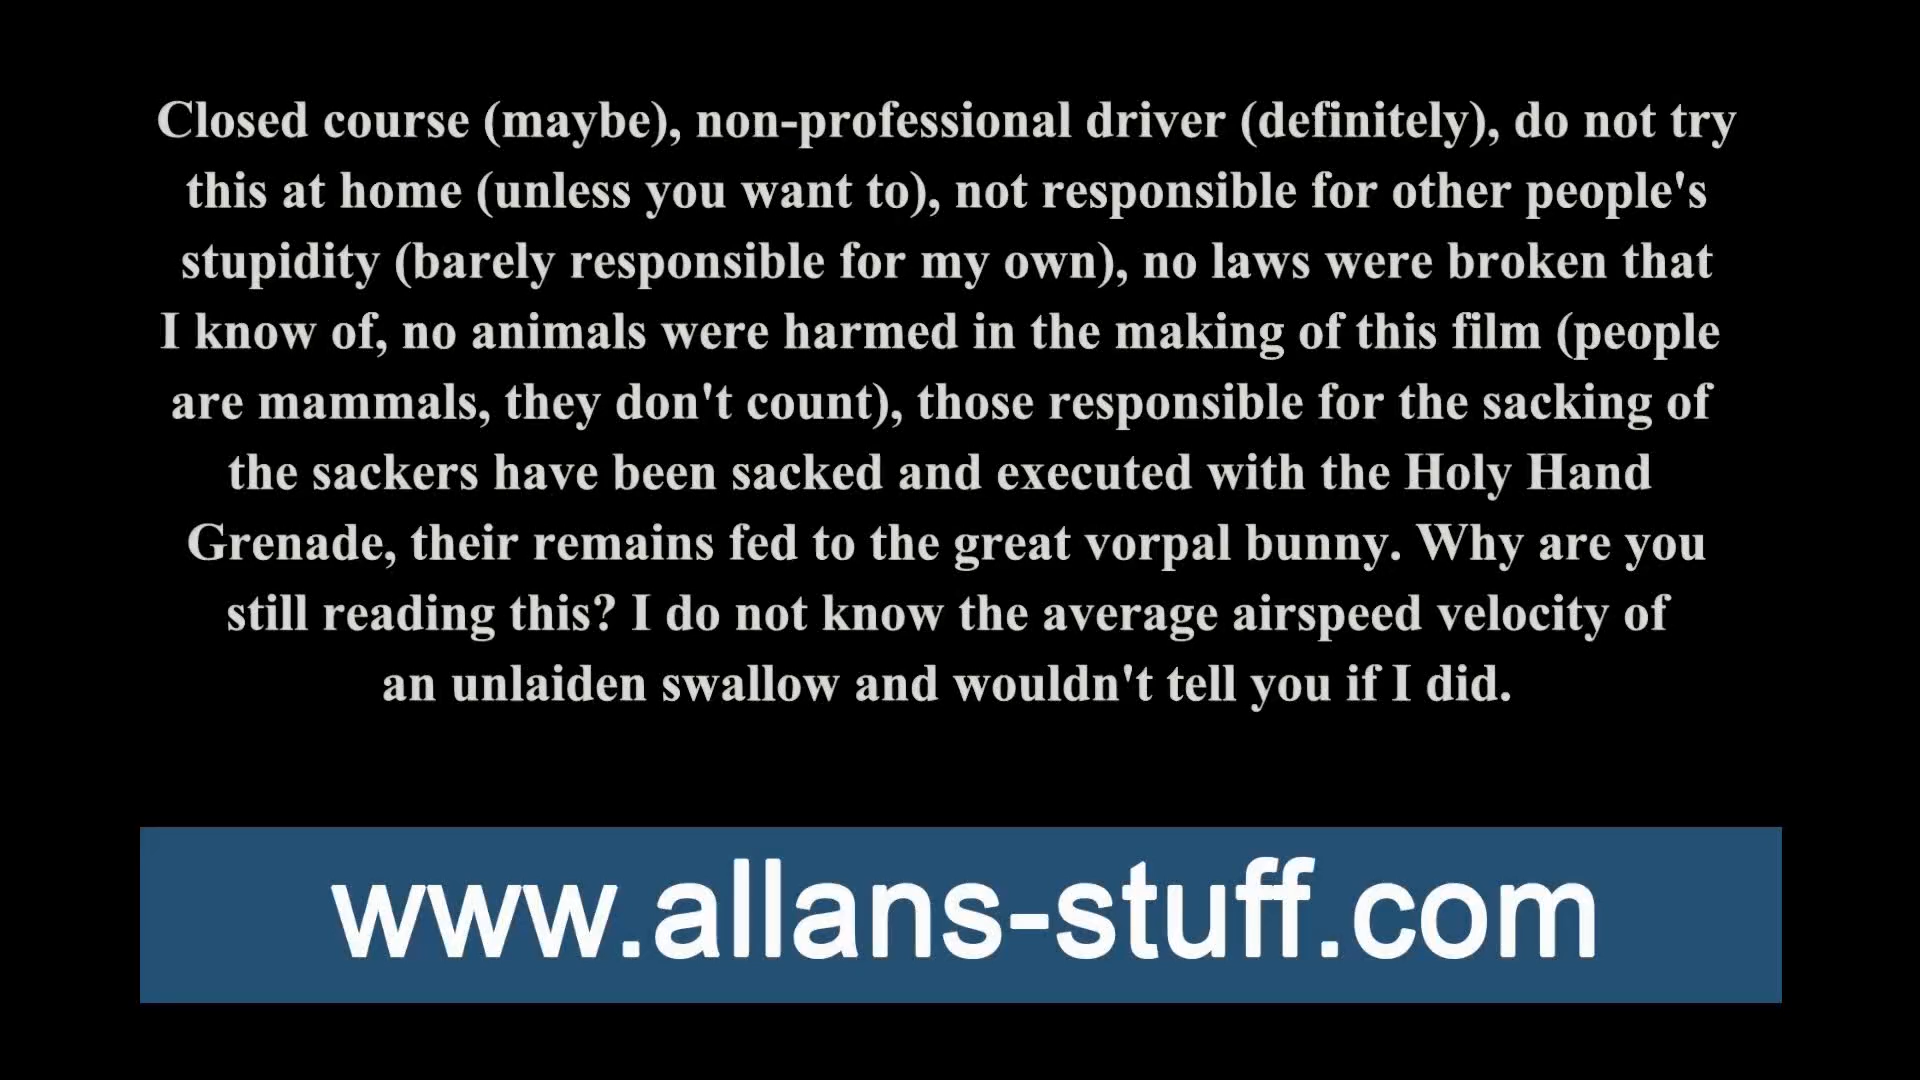 Closed course (maybe), non-professional driver (definitely), do not try
this at home (unless you want to), not responsible for other people's
stupidity (barely responsible for my own), no laws were broken that
I know of, no animals were harmed in the making of this film (people
are mammals, they don't count), those responsible for the sacking of
the sackers have been sacked and executed with the Holy Hand
Grenade, their remains fed to the great vorpal bunny. Why are you
still reading this? I do not know the average airspeed velocity of
an unlaiden swallow and wouldn't tell you if I did.
www.allans-stuff.com